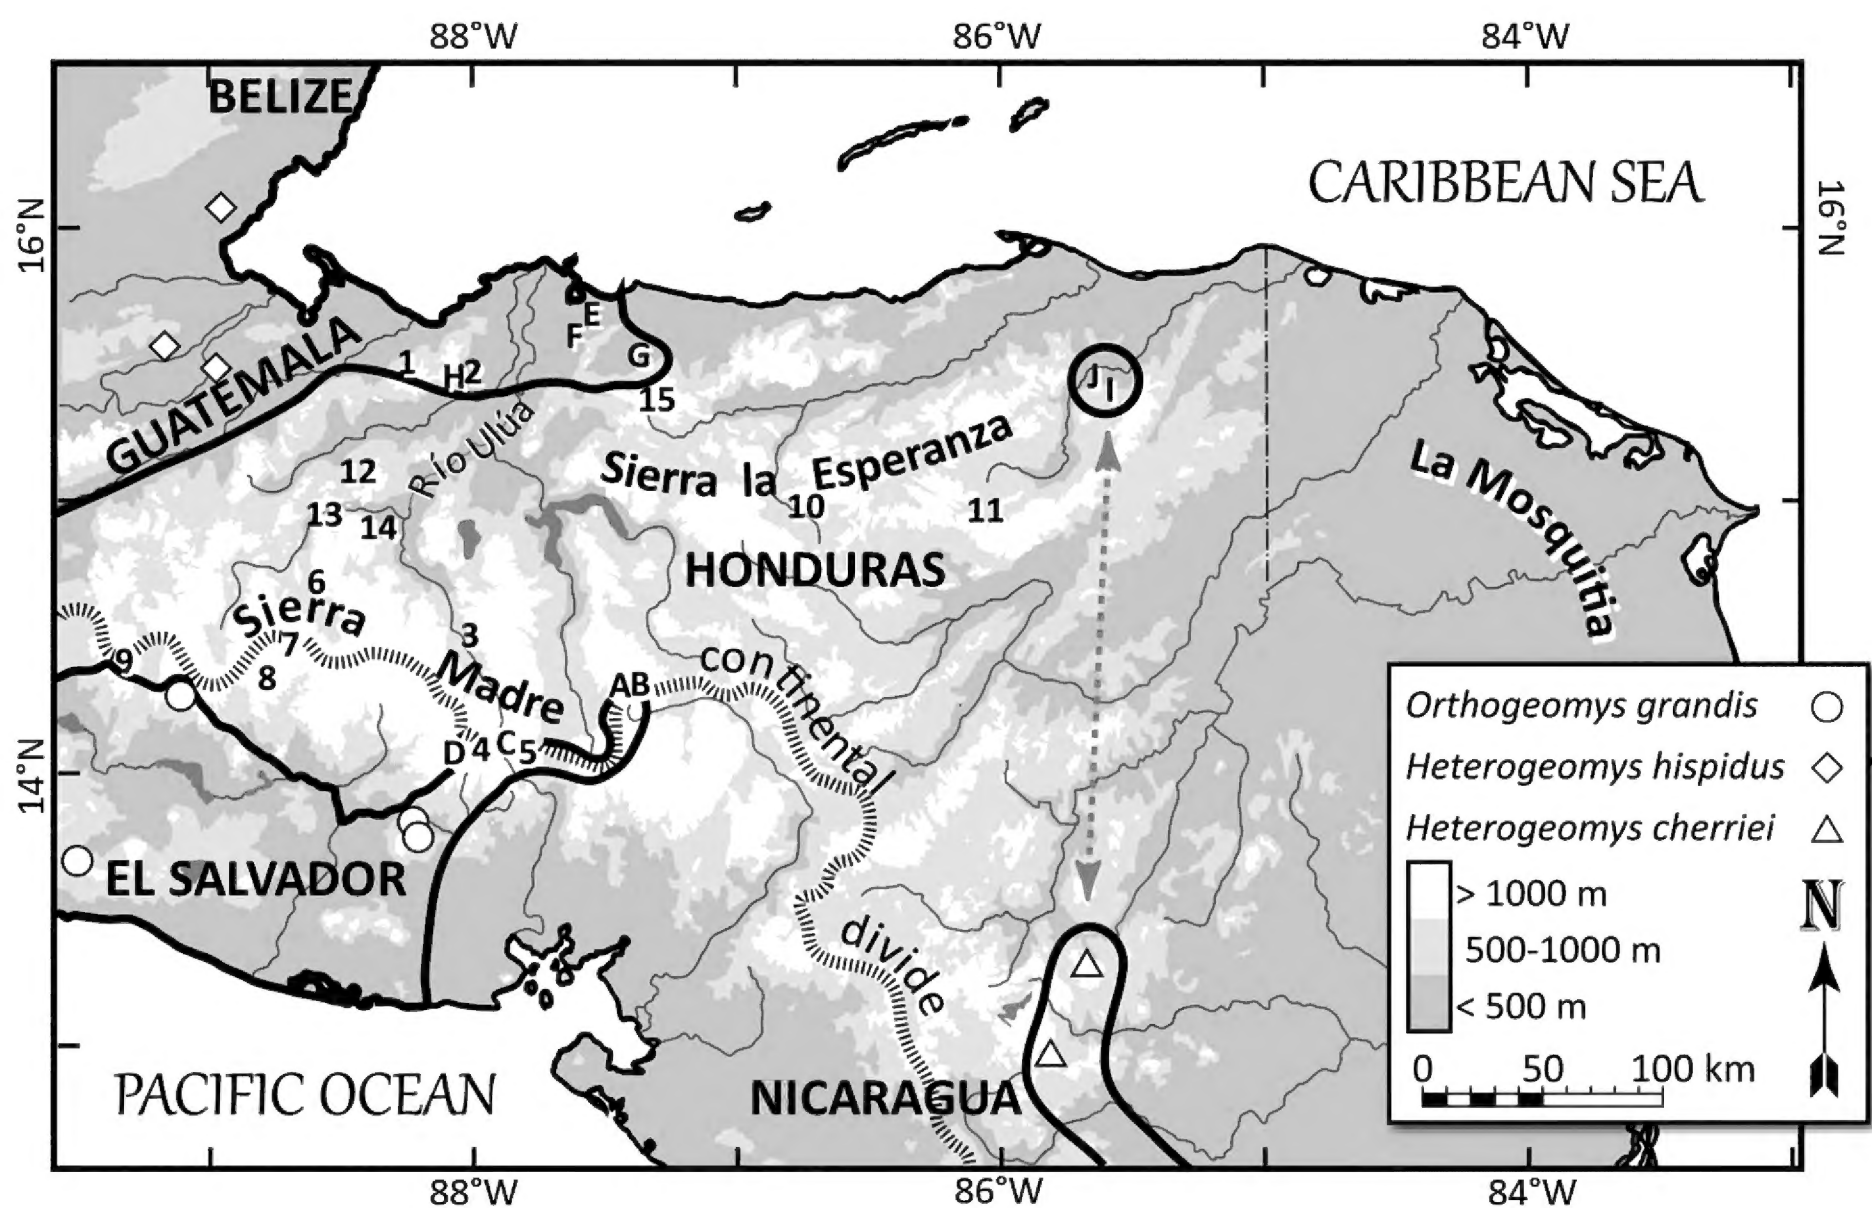 88°W 86°W 84°W
BELIZE
CARIBBEAN SEA
16°N
16°N
GUATEMALA
1
H2
E
F
G
15
J
I
Río Ulúa
Sierra la Esperanza
12
13
14
10
11
La Mosquitia
HONDURAS
6
Sierra
7
8
9
3
Madre
AB
continental
D4
C5
14°N
EL SALVADOR
divide
PACIFIC OCEAN
NICARAGUA
Orthogeomys grandis
Heterogeomys hispidus
Heterogeomys cherriei
> 1000 m
500-1000 m
< 500 m
N
0 50 100 km
88°W 86°W 84°W